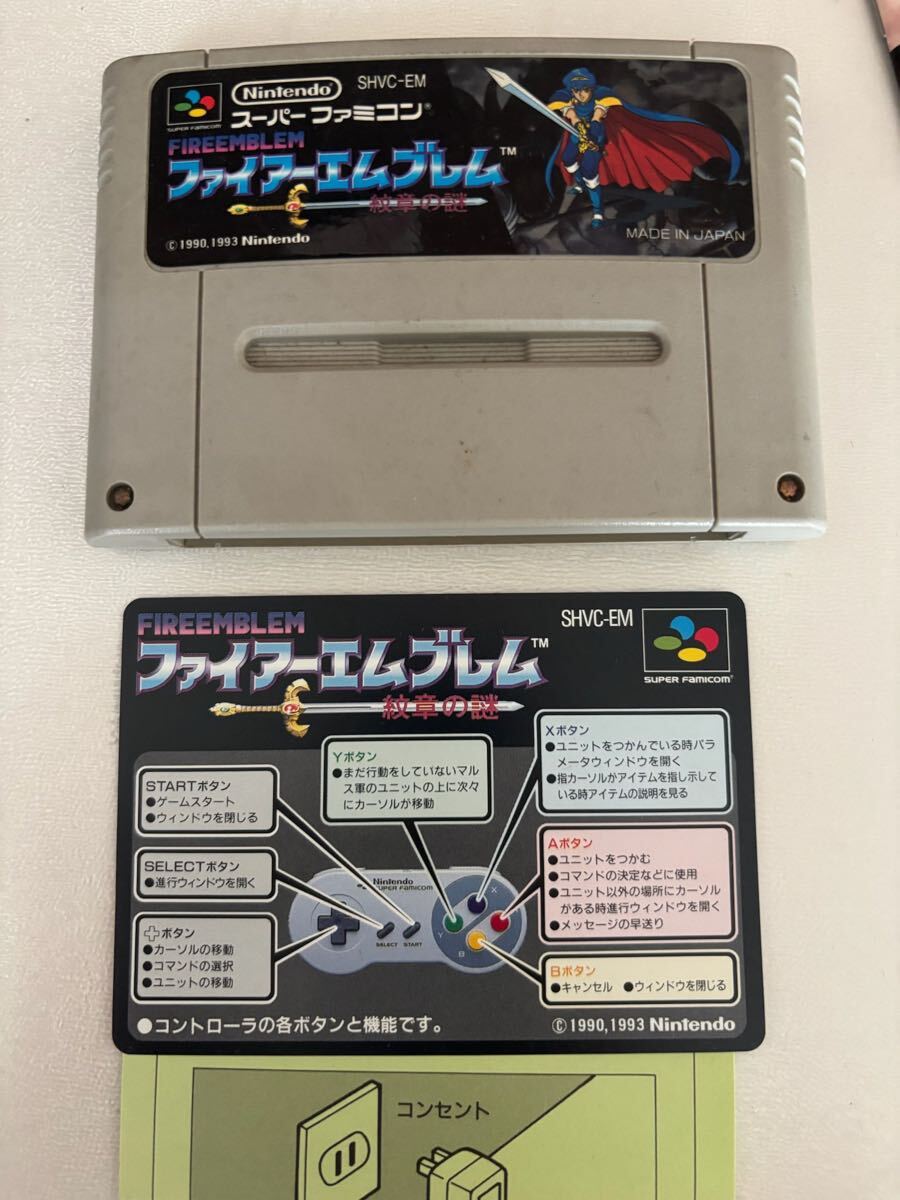 Nintendo
SHVC-EM
SUPER FAMICOM
スーパーファミコン®
FIREEMBLEM
ファイアーエムブレム™
紋章の謎
©1990,1993 Nintendo
MADE IN JAPAN
FIREEMBLEM
SHVC-EM
ファイアーエムブレム™
紋章の謎
SUPER FAMICOM
Xボタン
●ユニットをつかんでいる時パラ
メータウィンドウを開く
●指カーソルがアイテムを指し示してい
る時アイテムの説明を見る
Yボタン
●まだ行動をしていないマル
ス軍のユニットの上に次々
にカーソルが移動
STARTボタン
●ゲームスタート
●ウィンドウを閉じる
Aボタン
●ユニットをつかむ
●コマンドの決定などに使用
●ユニット以外の場所にカーソル
がある時進行ウィンドウを開く
●メッセージの早送り
SELECTボタン
●進行ウィンドウを開く
Nintendo
SUPER FAMICOM
X
Y
B
SELECT START
✚ボタン
●カーソルの移動
●コマンドの選択
●ユニットの移動
Bボタン
●キャンセル ●ウィンドウを閉じる
●コントローラの各ボタンと機能です。
©1990,1993 Nintendo
コンセント